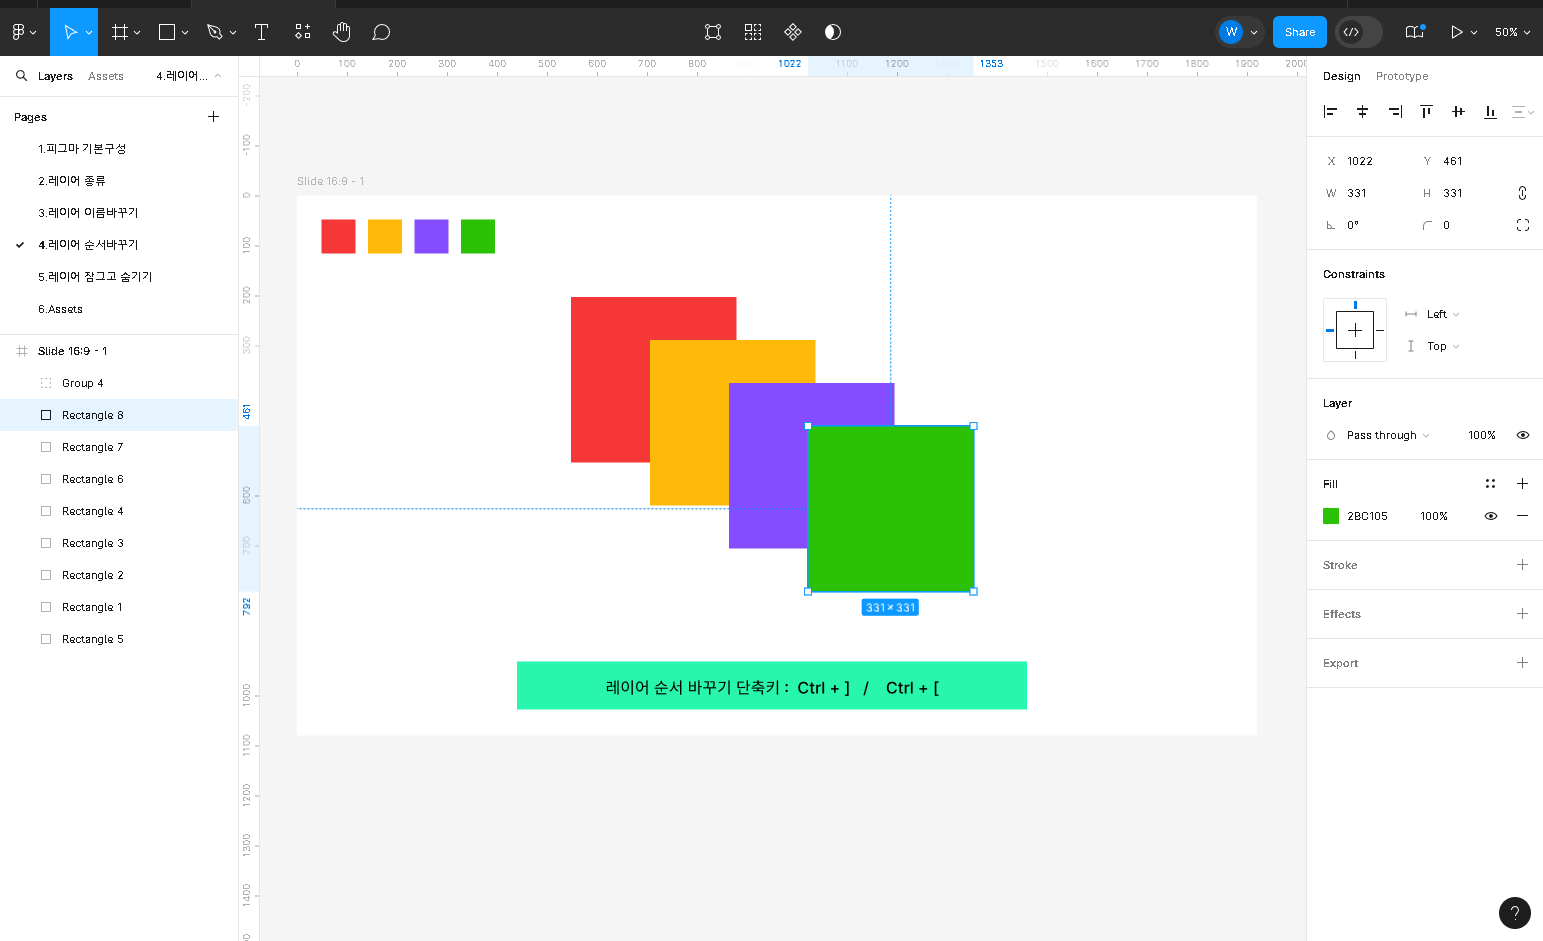 W
Share
50%
Layers
Assets
4.레이어...
Pages
1.피그마 기본구성
2.레이어 종류
3.레이어 이름바꾸기
4.레이어 순서바꾸기
5.레이어 잠그고 숨기기
6.Assets
Slide 16:9 - 1
Group 4
Rectangle 8
Rectangle 7
Rectangle 6
Rectangle 4
Rectangle 3
Rectangle 2
Rectangle 1
Rectangle 5
0 100 200 300 400 500 600 700 800 1022 1100 1200 1353 1500 1600 1700 1800 1900 2000
-200
-100
0
100
200
300
461
600
700
792
1000
1100
1200
1300
1400
Slide 16:9 - 1
331 × 331
레이어 순서 바꾸기 단축키 : Ctrl + ] / Ctrl + [
Design
Prototype
X 1022 Y 461
W 331 H 331
0° 0
Constraints
Left
Top
Layer
Pass through 100%
Fill
2BC105 100%
Stroke
Effects
Export
?